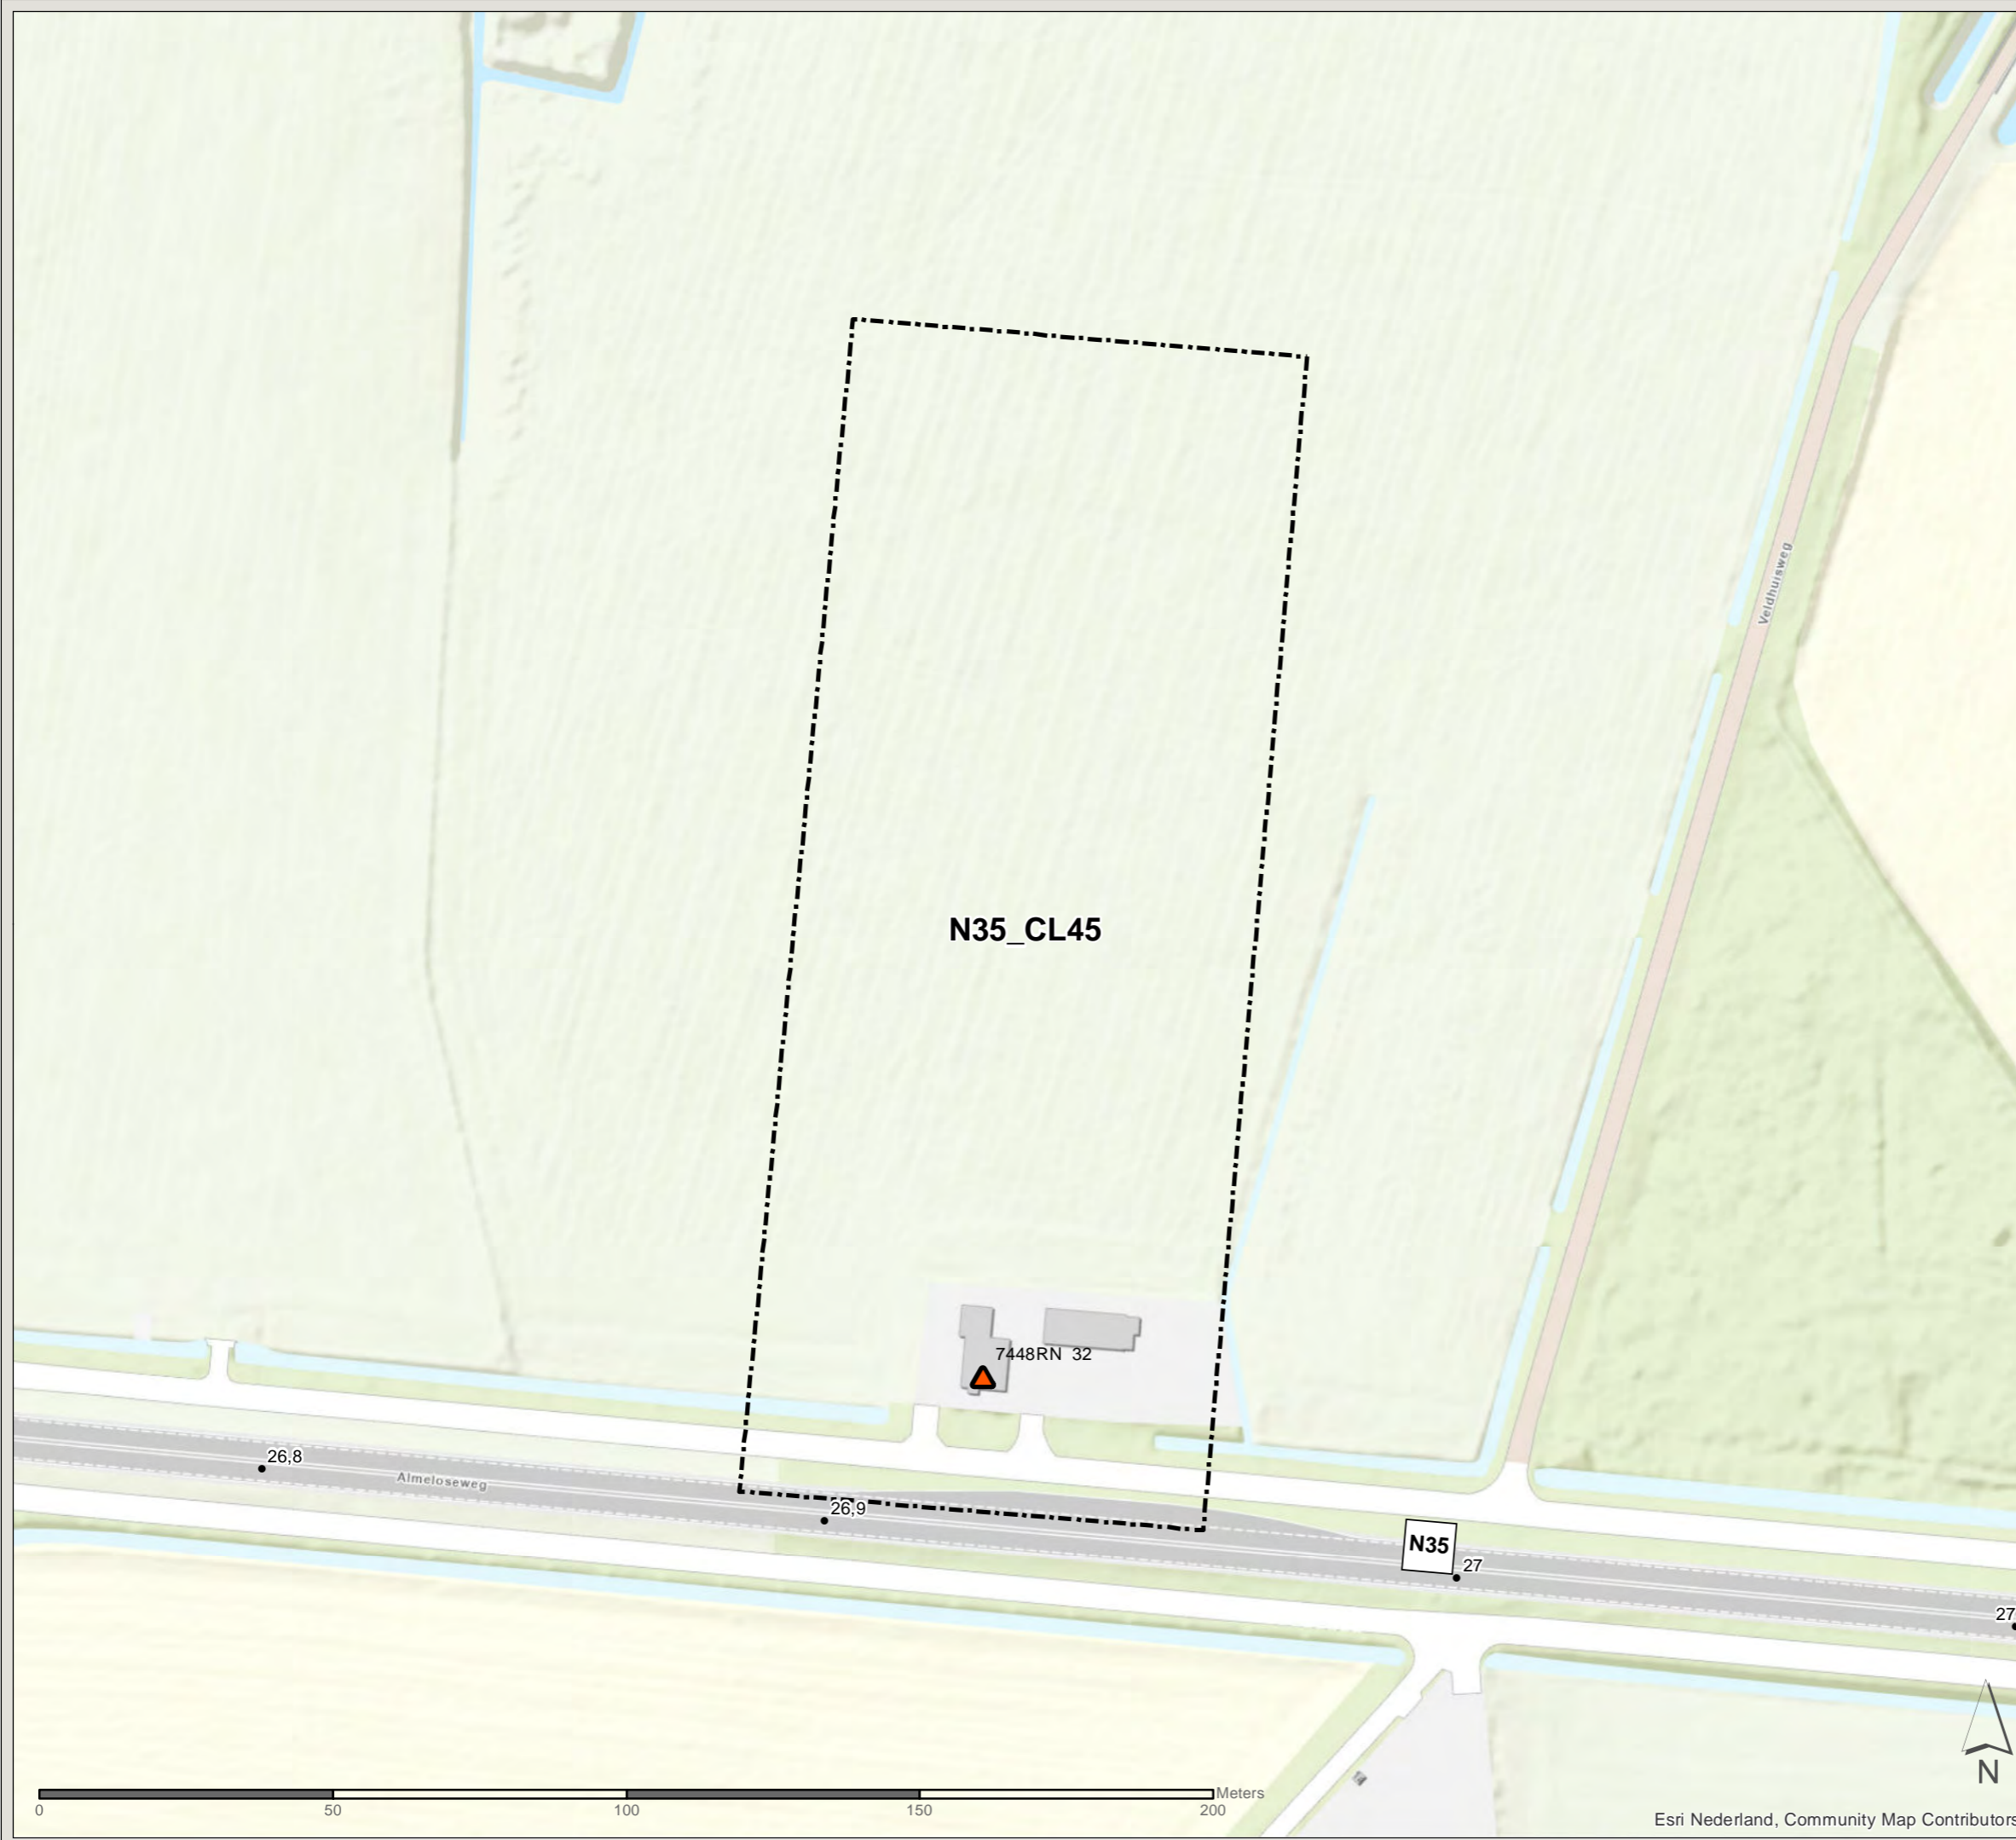 Veldhuisweg
N35_CL45
7448RN 32
26,8
Almeloseweg
26,9
N35
27
27
N
Meters
0 50 100 150 200
Esri Nederland, Community Map Contributors